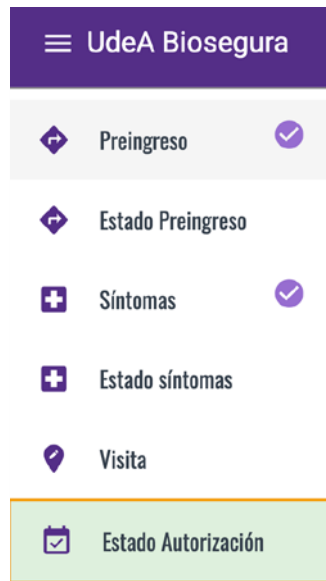 UdeA Biosegura
Preingreso
Estado Preingreso
Síntomas
Estado síntomas
Visita
Estado Autorización